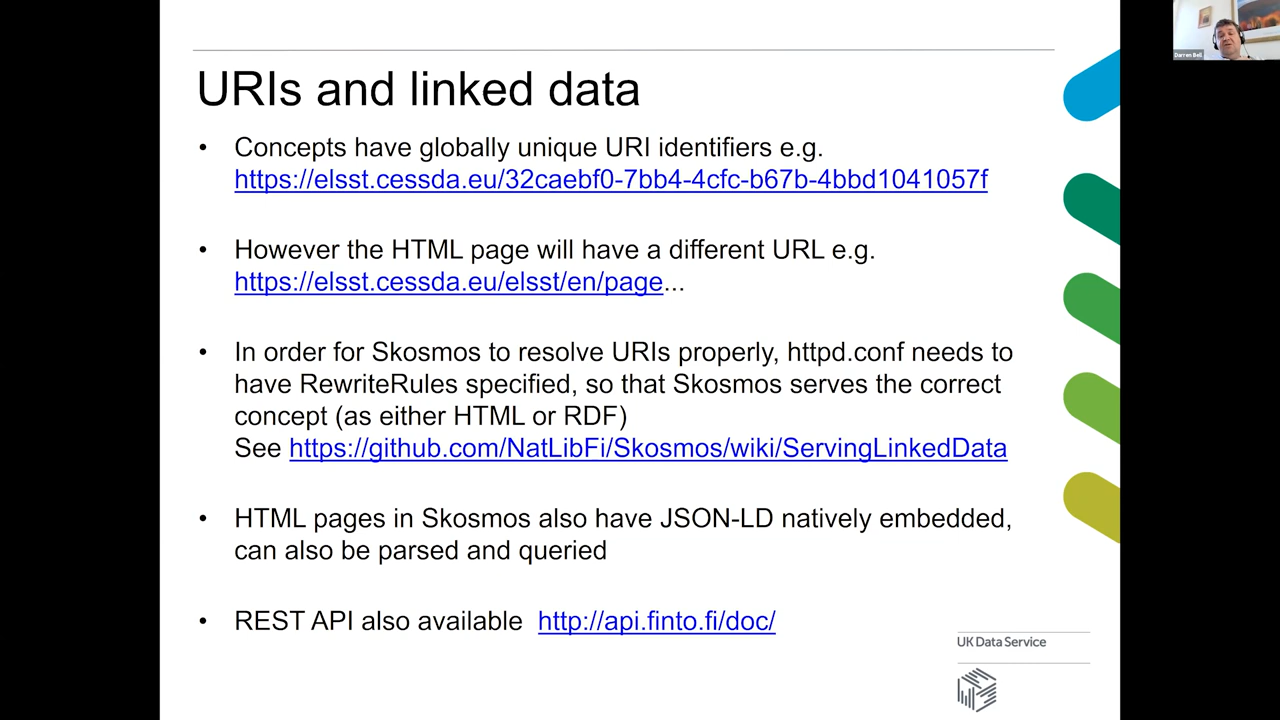 URIs and linked data
• Concepts have globally unique URI identifiers e.g.
https://elsst.cessda.eu/32caebf0-7bb4-4cfc-b67b-4bbd1041057f
• However the HTML page will have a different URL e.g.
https://elsst.cessda.eu/elsst/en/page...
• In order for Skosmos to resolve URIs properly, httpd.conf needs to
have RewriteRules specified, so that Skosmos serves the correct
concept (as either HTML or RDF)
See https://github.com/NatLibFi/Skosmos/wiki/ServingLinkedData
• HTML pages in Skosmos also have JSON-LD natively embedded,
can also be parsed and queried
• REST API also available http://api.finto.fi/doc/
UK Data Service
Darren Bell